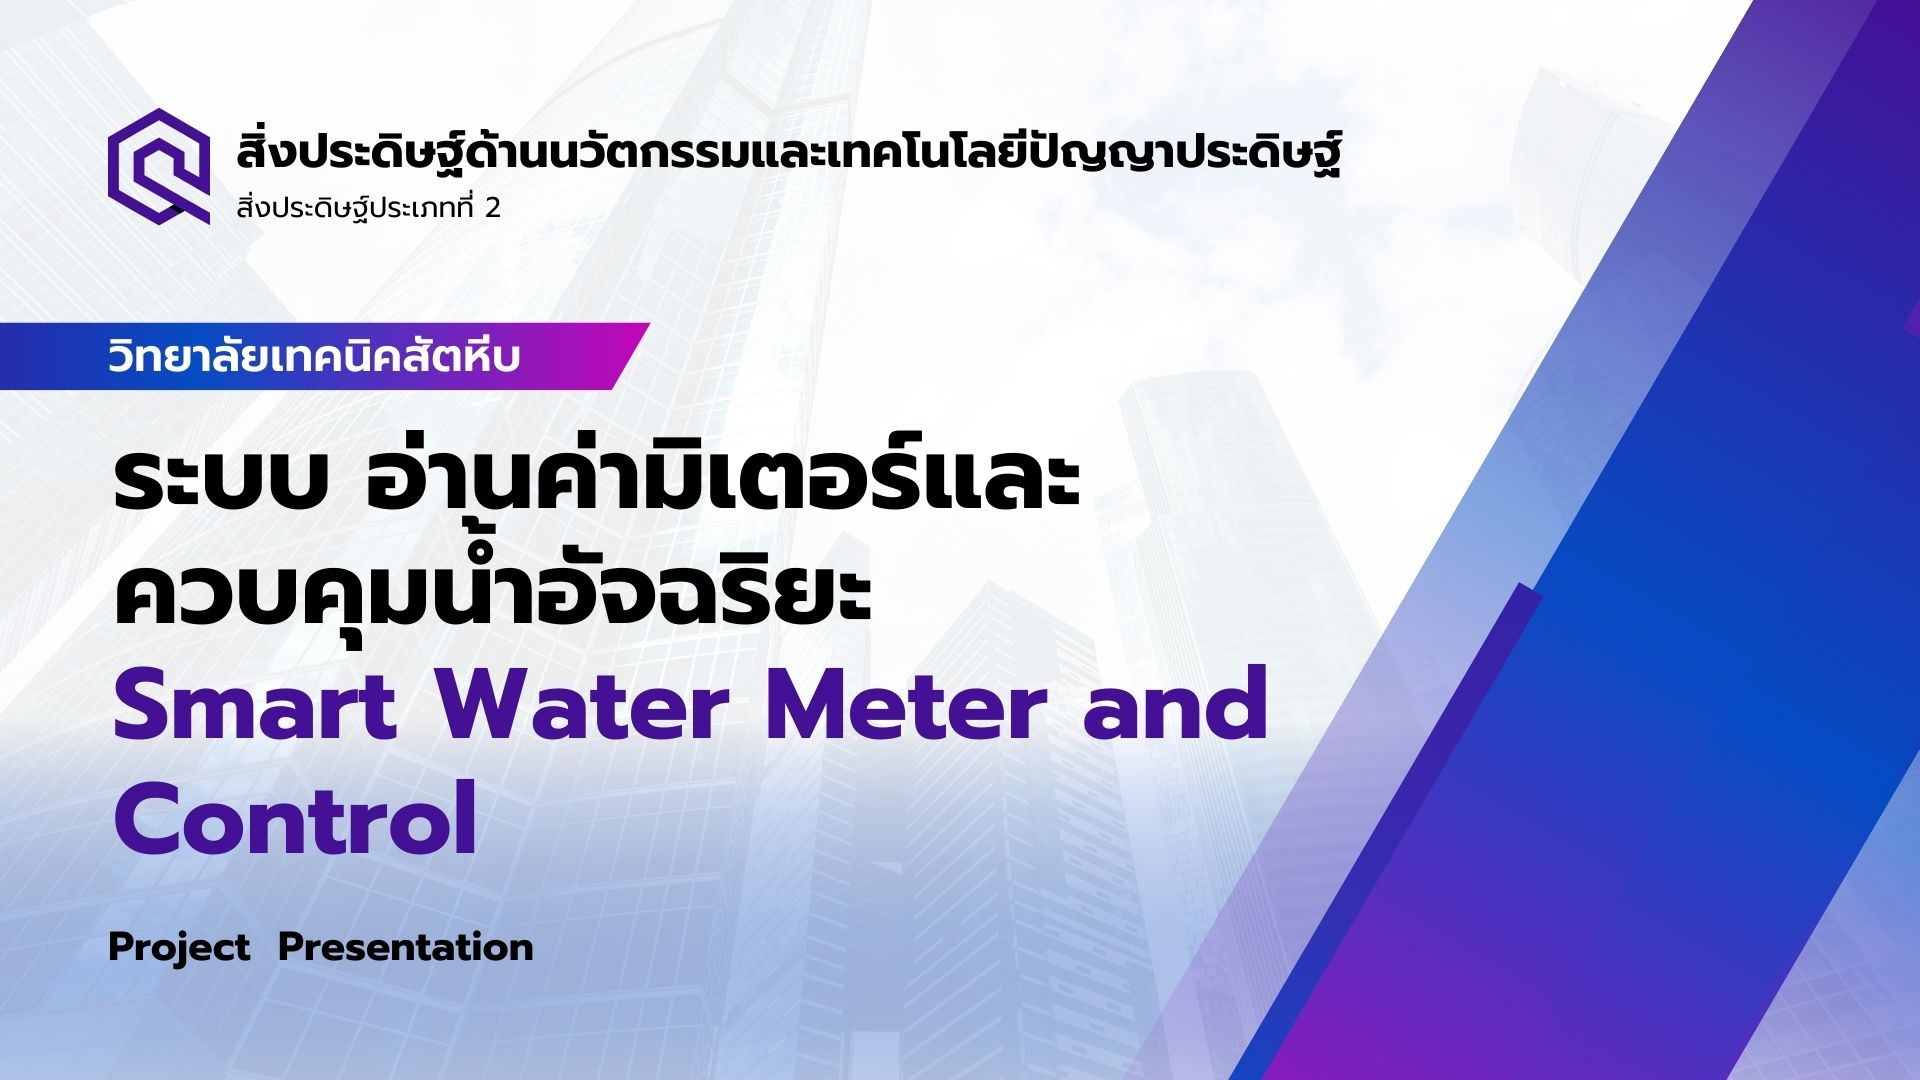 สิ่งประดิษฐ์ด้านนวัตกรรมและเทคโนโลยีปัญญาประดิษฐ์
สิ่งประดิษฐ์ประเภทที่ 2
วิทยาลัยเทคนิคสัตหีบ
ระบบ อ่านค่ามิเตอร์และ
ควบคุมน้ำอัจฉริยะ
Smart Water Meter and
Control
Project Presentation